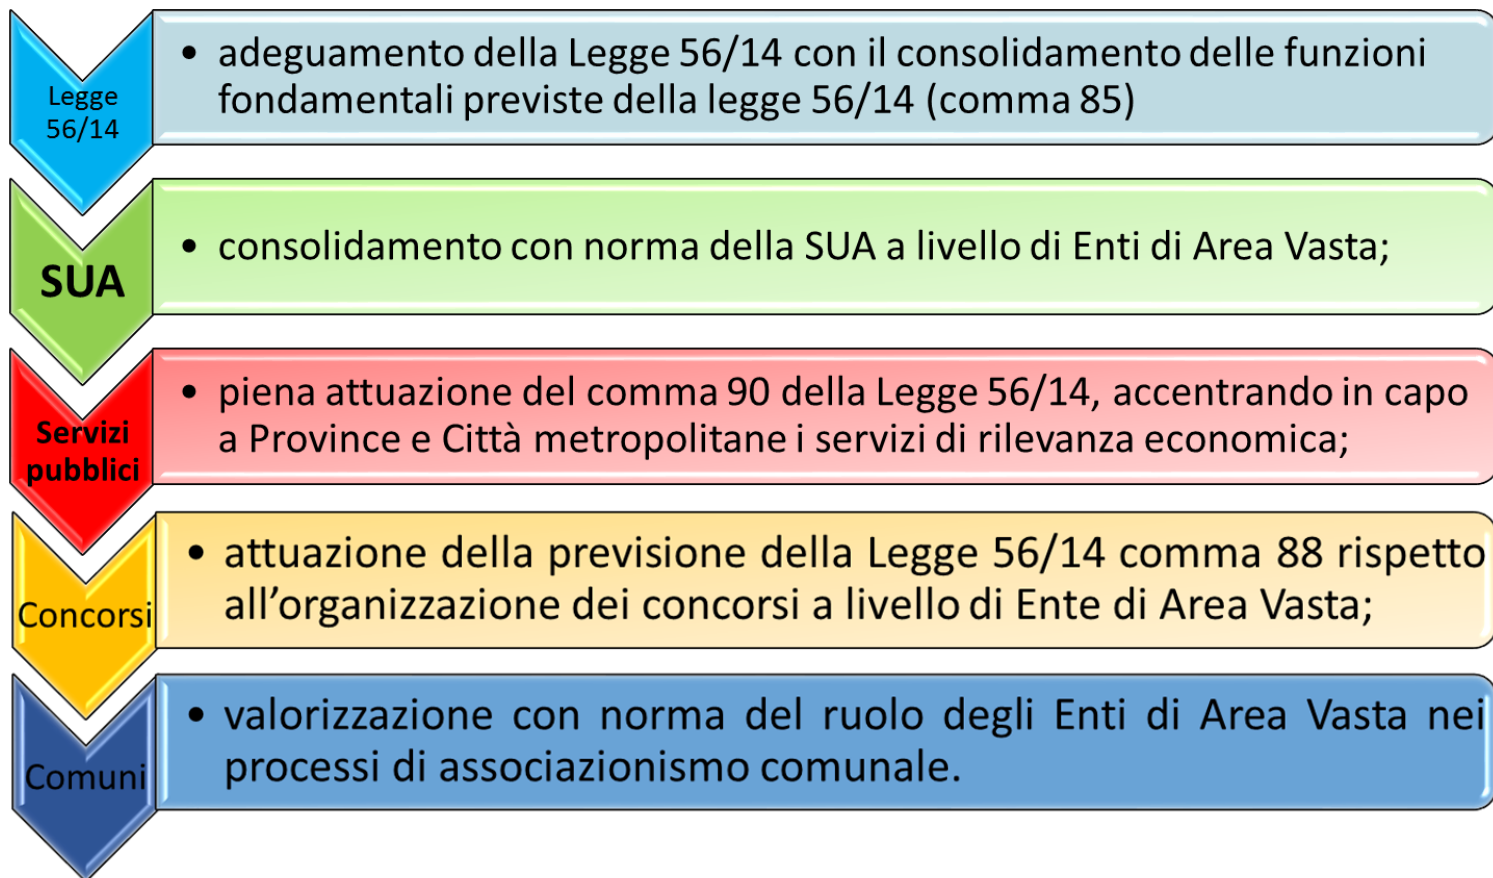 Legge
56/14
• adeguamento della Legge 56/14 con il consolidamento delle funzioni
fondamentali previste della legge 56/14 (comma 85)
SUA
• consolidamento con norma della SUA a livello di Enti di Area Vasta;
Servizi
pubblici
• piena attuazione del comma 90 della Legge 56/14, accentrando in capo
a Province e Città metropolitane i servizi di rilevanza economica;
Concorsi
• attuazione della previsione della Legge 56/14 comma 88 rispetto
all’organizzazione dei concorsi a livello di Ente di Area Vasta;
Comuni
• valorizzazione con norma del ruolo degli Enti di Area Vasta nei
processi di associazionismo comunale.